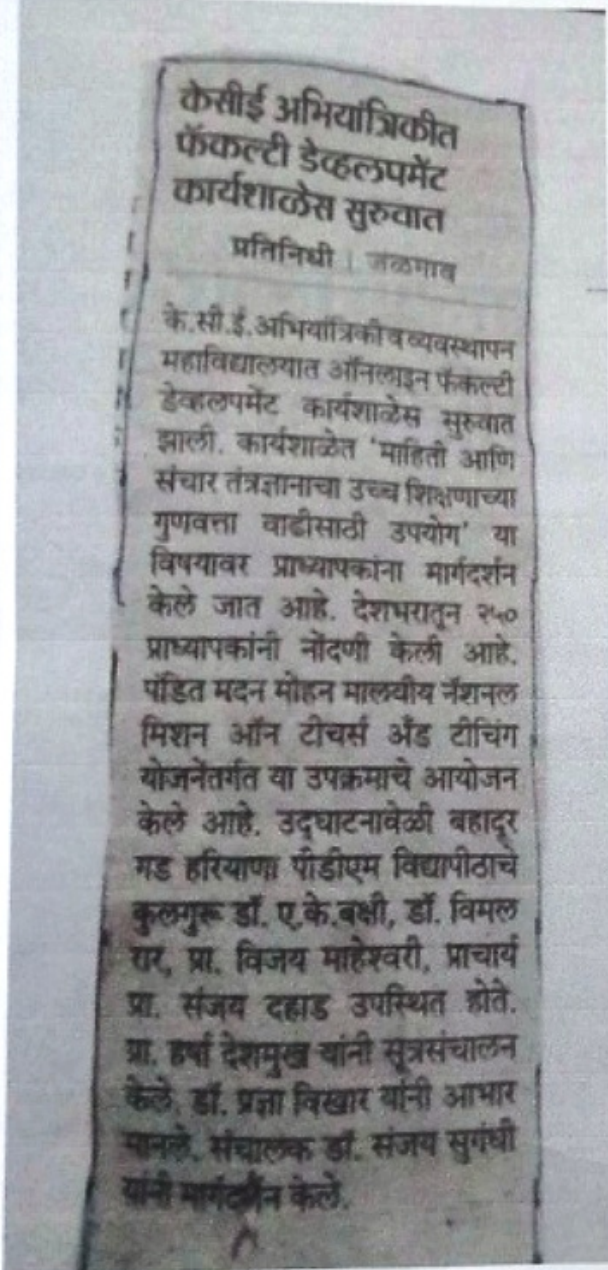 केसीई अभियांत्रिकीत
फॅकल्टी डेव्हलपमेंट
कार्यशाळेस सुरुवात
प्रतिनिधी | जळगाव
के.सी.ई.अभियांत्रिकी व व्यवस्थापन
महाविद्यालयात ऑनलाइन फॅकल्टी
डेव्हलपमेंट कार्यशाळेस सुरुवात
झाली. कार्यशाळेत 'माहिती आणि
संचार तंत्रज्ञानाचा उच्च शिक्षणाच्या
गुणवत्ता वाढीसाठी उपयोग' या
विषयावर प्राध्यापकांना मार्गदर्शन
केले जात आहे. देशभरातून २५०
प्राध्यापकांनी नोंदणी केली आहे.
पंडित मदन मोहन मालवीय नॅशनल
मिशन ऑन टीचर्स अँड टीचिंग
योजनेंतर्गत या उपक्रमाचे आयोजन
केले आहे. उद्घाटनावेळी बहादूर
गड हरियाणा पीडीएम विद्यापीठाचे
कुलगुरू डॉ. ए.के.बक्षी, डॉ. विमल
रार, प्रा. विजय माहेश्वरी, प्राचार्य
प्रा. संजय दहाड उपस्थित होते.
प्रा. हर्षा देशमुख यांनी सूत्रसंचालन
केले. डॉ. प्रज्ञा विखार यांनी आभार
मानले. संचालक डॉ. संजय सुगंधी
यांनी मार्गदर्शन केले.